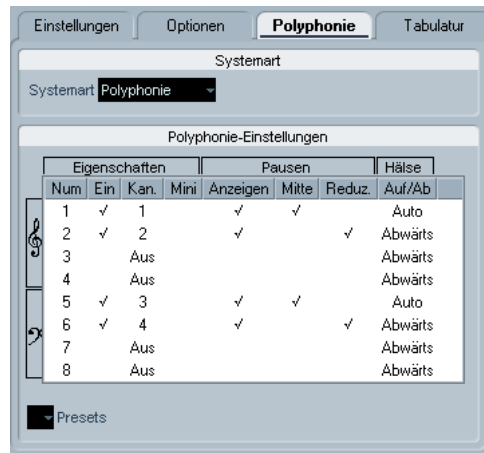 Einstellungen Optionen Polyphonie Tabulatur
Systemart
Systemart Polyphonie
Polyphonie-Einstellungen
Eigenschaften Pausen Hälse
Num Ein Kan. Mini Anzeigen Mitte Reduz. Auf/Ab
1 √ 1 √ √ Auto
2 √ 2 √ √ Abwärts
3 Aus Abwärts
4 Aus Abwärts
5 √ 3 √ √ Auto
6 √ 4 √ √ Abwärts
7 Aus Abwärts
8 Aus Abwärts
Presets